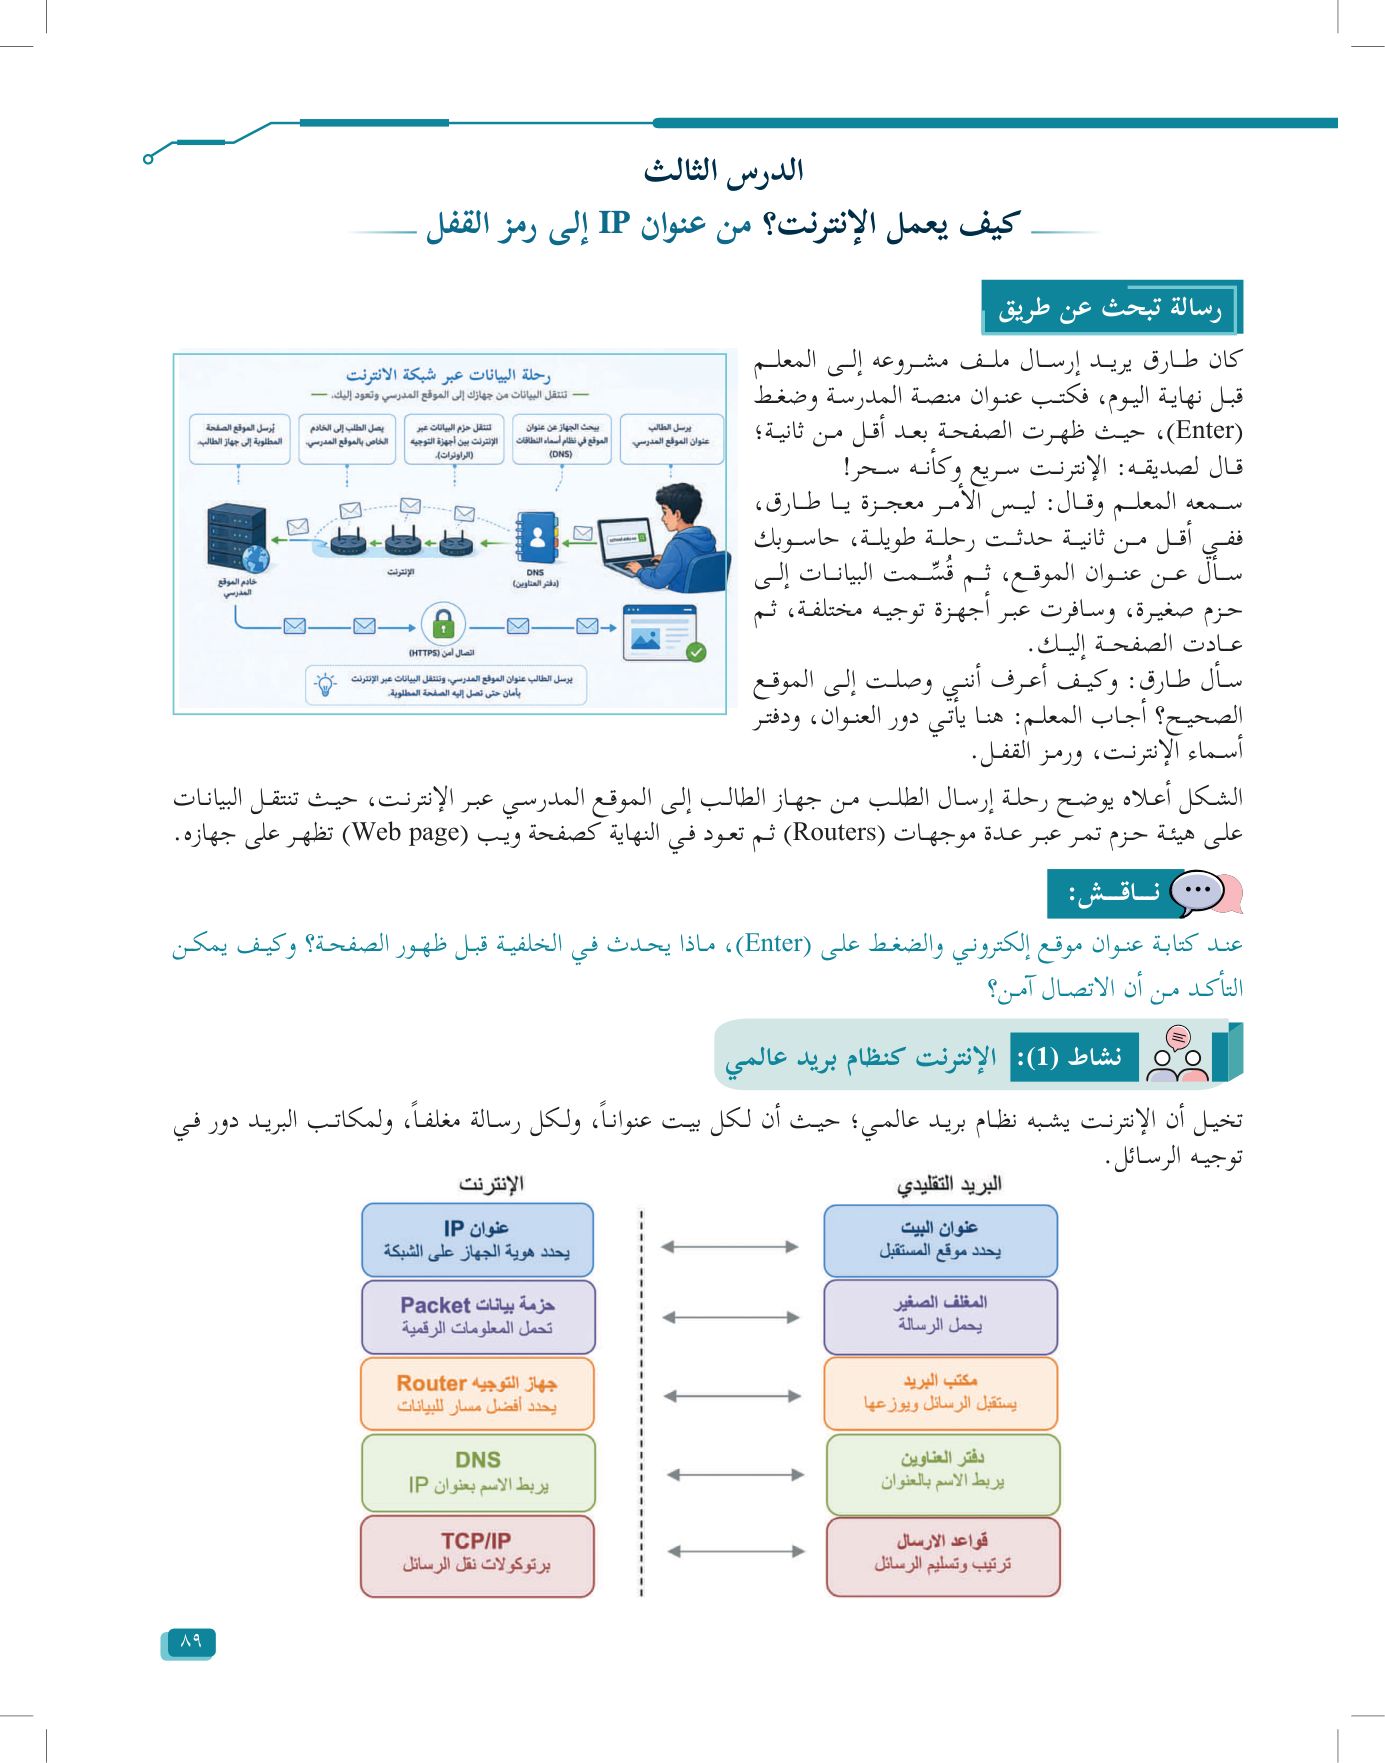 الدرس الثالث
كيف يعمل الإنترنت؟ من عنوان IP إلى رمز القفل
رسالة تبحث عن طريق
كان طارق يريد إرسال ملف مشروعه إلى المعلم
قبل نهاية اليوم، فكتب عنوان منصة المدرسة وضغط
(Enter)، حيث ظهرت الصفحة بعد أقل من ثانية؛
قال لصديقه: الإنترنت سريع وكأنه سحر!
سمعه المعلم وقال: ليس الأمر معجزة يا طارق،
ففي أقل من ثانية حدثت رحلة طويلة، حاسوبك
سأل عن عنوان الموقع، ثم قُسِّمت البيانات إلى
حزم صغيرة، وسافرت عبر أجهزة توجيه مختلفة، ثم
عادت الصفحة إليك.
سأل طارق: وكيف أعرف أنني وصلت إلى الموقع
الصحيح؟ أجاب المعلم: هنا يأتي دور العنوان، ودفتر
أسماء الإنترنت، ورمز القفل.
رحلة البيانات عبر شبكة الانترنت
تنتقل البيانات من جهازك إلى الموقع المدرسي وتعود إليك.
يرسل الطالب
عنوان الموقع المدرسي.
يبحث الجهاز عن عنوان
الموقع في نظام أسماء النطاقات
(DNS)
تنتقل حزم البيانات عبر
الإنترنت بين أجهزة التوجيه
(الراوترات).
يصل الطلب إلى الخادم
الخاص بالموقع المدرسي.
يُرسل الموقع الصفحة
المطلوبة إلى جهاز الطالب.
DNS
(دفتر العناوين)
الإنترنت
خادم الموقع
المدرسي
اتصال آمن (HTTPS)
يرسل الطالب عنوان الموقع المدرسي، وتنتقل البيانات عبر الإنترنت
بأمان حتى تصل إليه الصفحة المطلوبة.
الشكل أعلاه يوضح رحلة إرسال الطلب من جهاز الطالب إلى الموقع المدرسي عبر الإنترنت، حيث تنتقل البيانات
على هيئة حزم تمر عبر عدة موجهات (Routers) ثم تعود في النهاية كصفحة ويب (Web page) تظهر على جهازه.
ناقش:
عند كتابة عنوان موقع إلكتروني والضغط على (Enter)، ماذا يحدث في الخلفية قبل ظهور الصفحة؟ وكيف يمكن
التأكد من أن الاتصال آمن؟
نشاط (1): الإنترنت كنظام بريد عالمي
تخيل أن الإنترنت يشبه نظام بريد عالمي؛ حيث أن لكل بيت عنواناً، ولكل رسالة مغلفاً، ولمكاتب البريد دور في
توجيه الرسائل.
البريد التقليدي
الإنترنت
عنوان البيت
يحدد موقع المستقبل
عنوان IP
يحدد هوية الجهاز على الشبكة
المغلف الصغير
يحمل الرسالة
حزمة بيانات Packet
تحمل المعلومات الرقمية
مكتب البريد
يستقبل الرسائل ويوزعها
جهاز التوجيه Router
يحدد أفضل مسار للبيانات
دفتر العناوين
يربط الاسم بالعنوان
DNS
يربط الاسم بعنوان IP
قواعد الارسال
ترتيب وتسليم الرسائل
TCP/IP
برتوكولات نقل الرسائل
٨٩